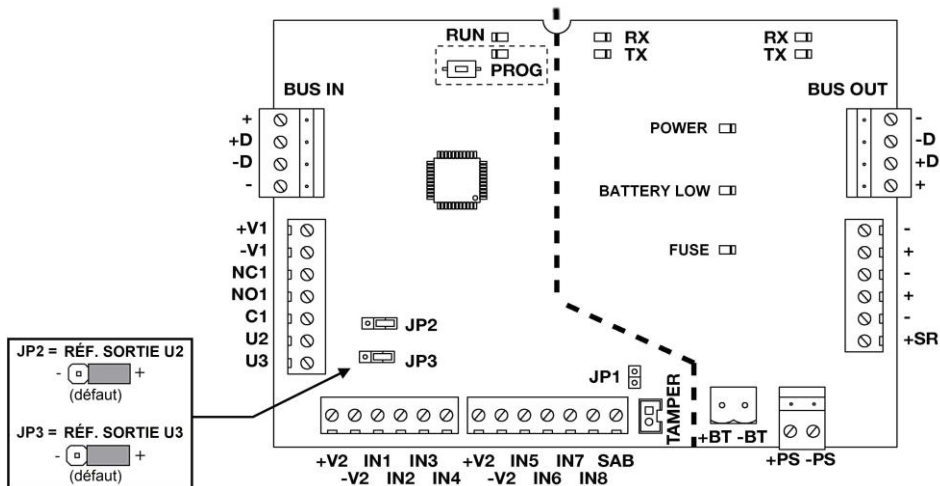 RUN
PROG
RX
TX
RX
TX
BUS IN
BUS OUT
+
+D
-D
-
-
-D
+D
+
POWER
BATTERY LOW
FUSE
+V1
-V1
NC1
NO1
C1
U2
U3
-
+
-
+
-
+SR
JP2
JP3
JP2 = RÉF. SORTIE U2
- +
(défaut)
JP3 = RÉF. SORTIE U3
- +
(défaut)
JP1
TAMPER
+BT -BT
+PS -PS
+V2 IN1 IN3 +V2 IN5 IN7 SAB
-V2 IN2 IN4 -V2 IN6 IN8